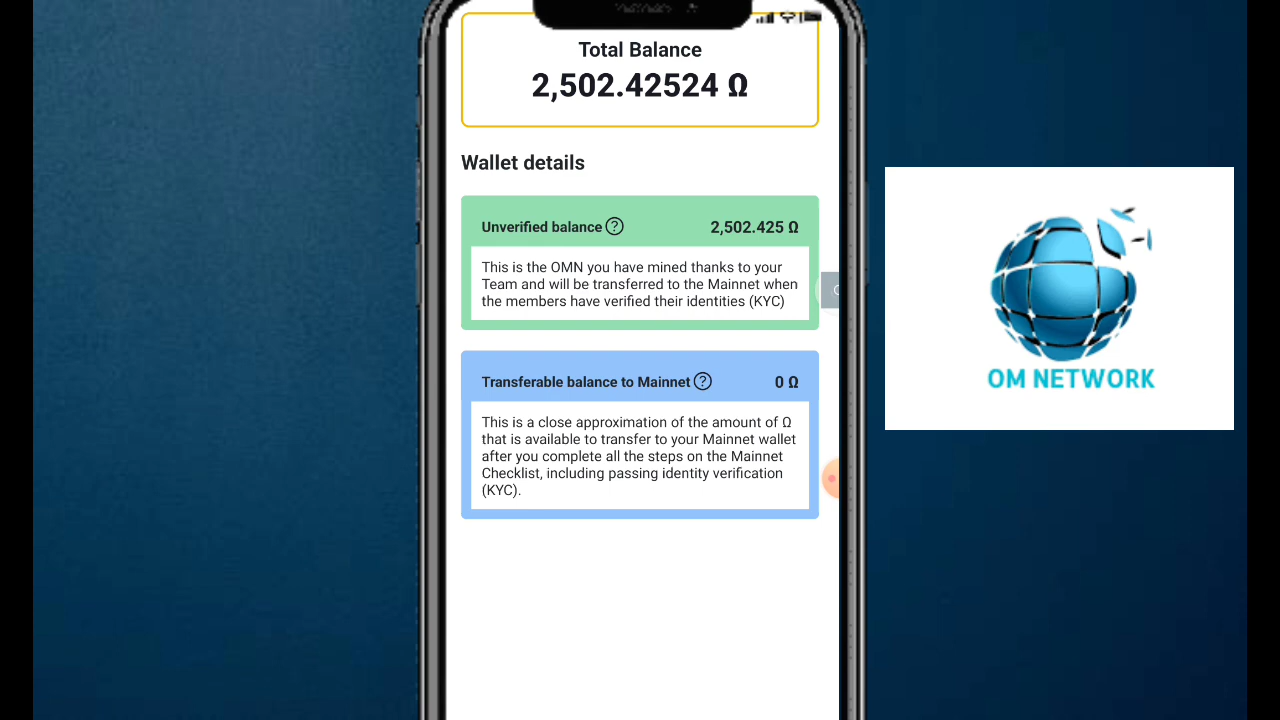 Total Balance
2,502.42524 Ω
Wallet details
Unverified balance ? 2,502.425 Ω
This is the OMN you have mined thanks to your
Team and will be transferred to the Mainnet when
the members have verified their identities (KYC)
Transferable balance to Mainnet ? 0 Ω
This is a close approximation of the amount of Ω
that is available to transfer to your Mainnet wallet
after you complete all the steps on the Mainnet
Checklist, including passing identity verification
(KYC).
OM NETWORK